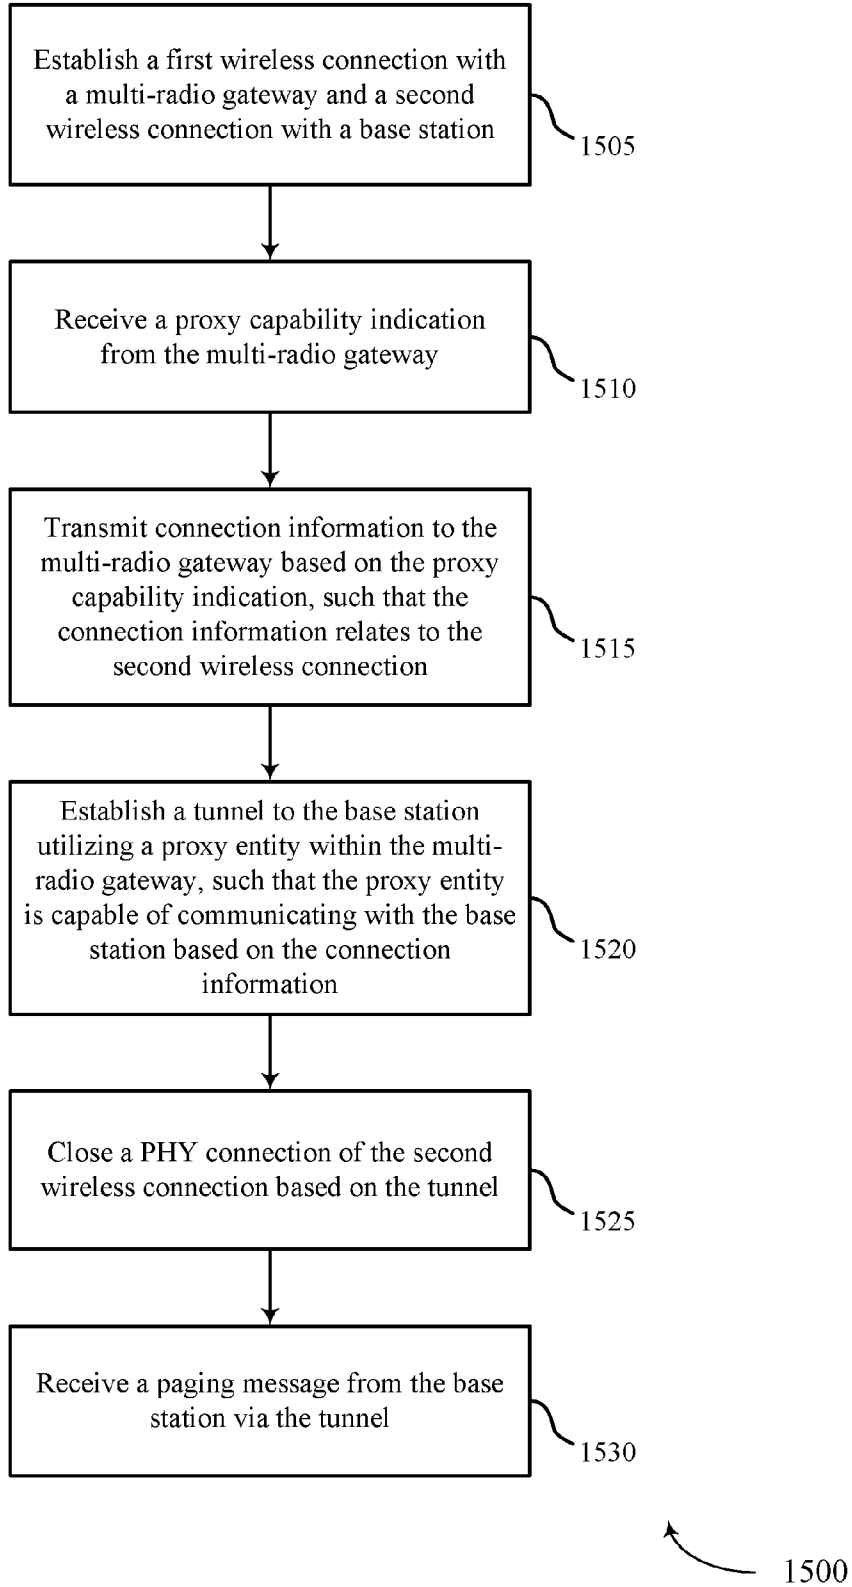 Establish a first wireless connection with
a multi-radio gateway and a second
wireless connection with a base station
1505
Receive a proxy capability indication
from the multi-radio gateway
1510
Transmit connection information to the
multi-radio gateway based on the proxy
capability indication, such that the
connection information relates to the
second wireless connection
1515
Establish a tunnel to the base station
utilizing a proxy entity within the multi-
radio gateway, such that the proxy entity
is capable of communicating with the base
station based on the connection
information
1520
Close a PHY connection of the second
wireless connection based on the tunnel
1525
Receive a paging message from the base
station via the tunnel
1530
1500